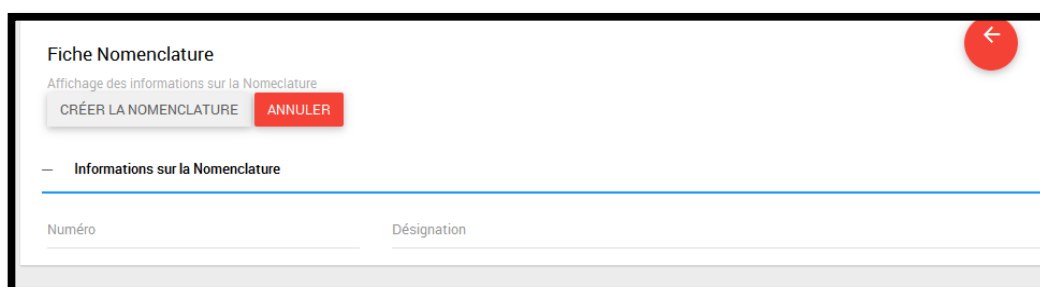 Fiche Nomenclature
Affichage des informations sur la Nomeclature
CRÉER LA NOMENCLATURE ANNULER
Informations sur la Nomenclature
Numéro Désignation